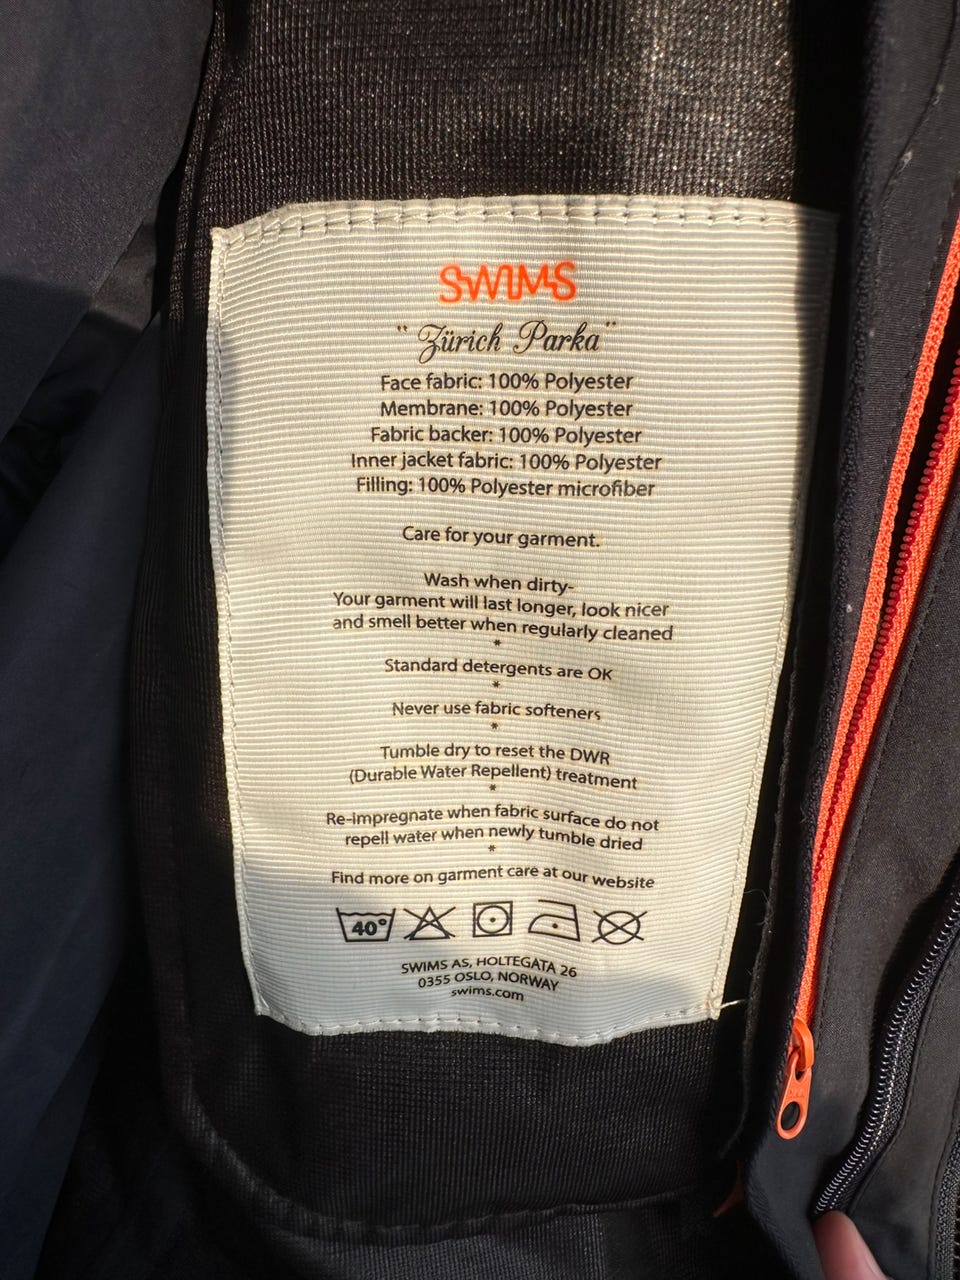 SWIMS
"Zürich Parka"
Face fabric: 100% Polyester
Membrane: 100% Polyester
Fabric backer: 100% Polyester
Inner jacket fabric: 100% Polyester
Filling: 100% Polyester microfiber
Care for your garment.
Wash when dirty-
Your garment will last longer, look nicer
and smell better when regularly cleaned
*
Standard detergents are OK
*
Never use fabric softeners
*
Tumble dry to reset the DWR
(Durable Water Repellent) treatment
*
Re-impregnate when fabric surface do not
repell water when newly tumble dried
*
Find more on garment care at our website
40°
SWIMS AS, HOLTEGATA 26
0355 OSLO, NORWAY
swims.com